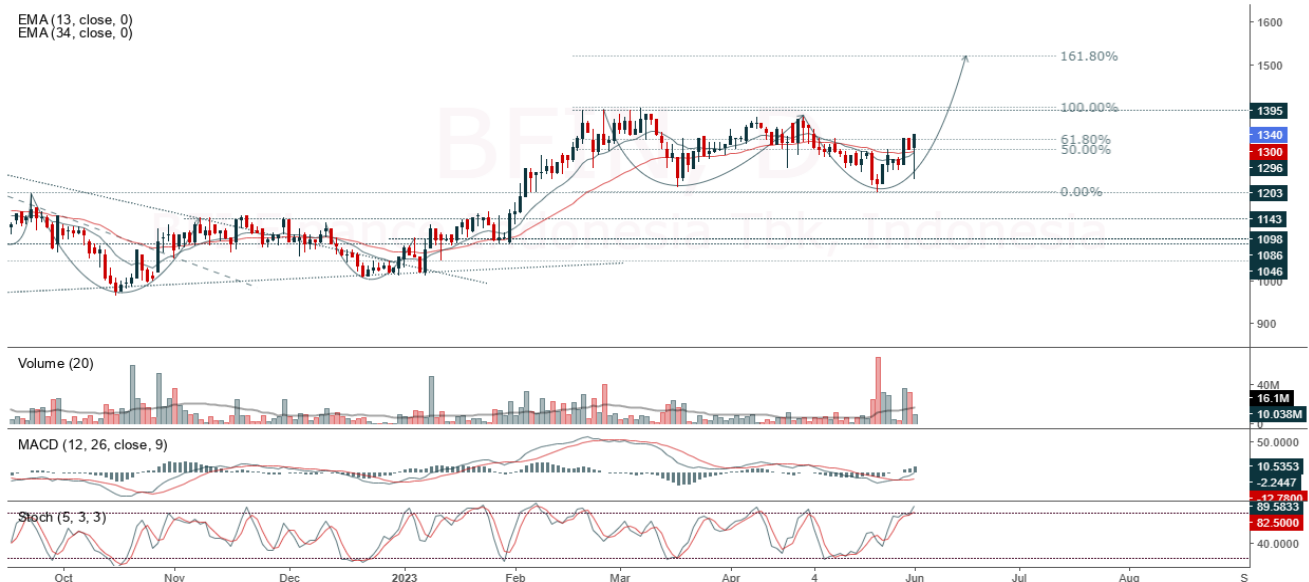 EMA (13, close, 0)
EMA (34, close, 0)
1600
161.80%
1500
100.00%
1395
1340
61.80%
50.00%
1300
1296
0.00%
1203
1143
1098
1086
1046
1000
900
Volume (20)
40M
16.1M
10.038M
0
MACD (12, 26, close, 9)
50.0000
10.5353
-2.2447
-12.7800
89.5833
Stoch (5, 3, 3)
82.5000
40.0000
Oct Nov Dec 2023 Feb Mar Apr 4 Jun Jul Aug S